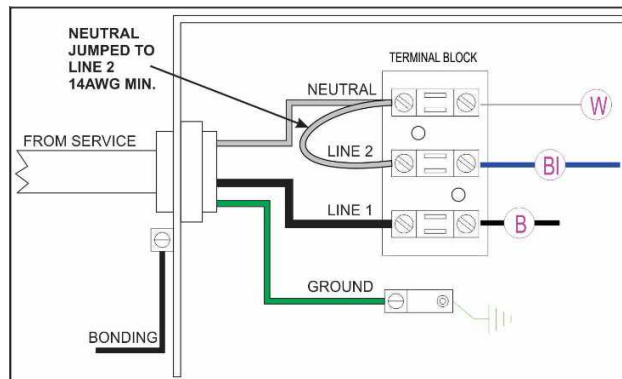 NEUTRAL
JUMPED TO
LINE 2
14AWG MIN.
TERMINAL BLOCK
NEUTRAL
W
FROM SERVICE
LINE 2
Bl
LINE 1
B
GROUND
BONDING